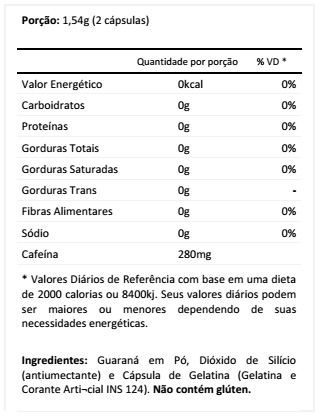 Porção: 1,54g (2 cápsulas)
Quantidade por porção % VD *
Valor Energético 0kcal 0%
Carboidratos 0g 0%
Proteínas 0g 0%
Gorduras Totais 0g 0%
Gorduras Saturadas 0g 0%
Gorduras Trans 0g -
Fibras Alimentares 0g 0%
Sódio 0g 0%
Cafeína 280mg
* Valores Diários de Referência com base em uma dieta
de 2000 calorias ou 8400kj. Seus valores diários podem
ser maiores ou menores dependendo de suas
necessidades energéticas.
Ingredientes: Guaraná em Pó, Dióxido de Silício
(antiumectante) e Cápsula de Gelatina (Gelatina e
Corante Arti¬cial INS 124). Não contém glúten.